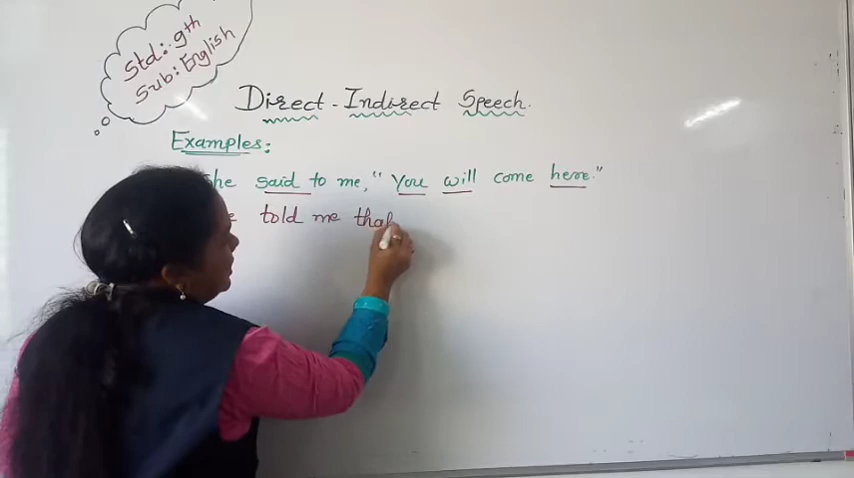 Std: 9th
Sub: English
Direct - Indirect Speech.
Examples:
he said to me, "You will come here."
e told me that